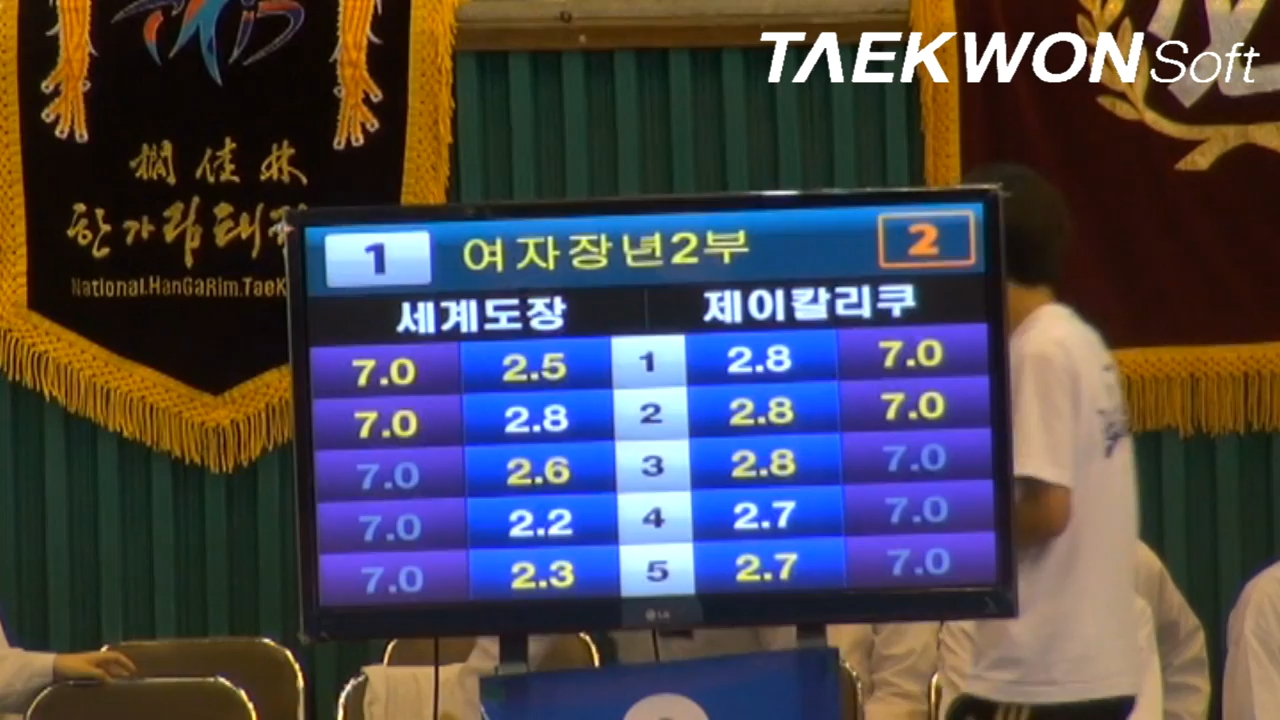 TAEKWON Soft
榈佳林
한가림태
National.HanGaRim.TaeK
1 여자장년2부 2
세계도장 제이칼리쿠
7.0 2.5 1 2.8 7.0
7.0 2.8 2 2.8 7.0
7.0 2.6 3 2.8 7.0
7.0 2.2 4 2.7 7.0
7.0 2.3 5 2.7 7.0
LG